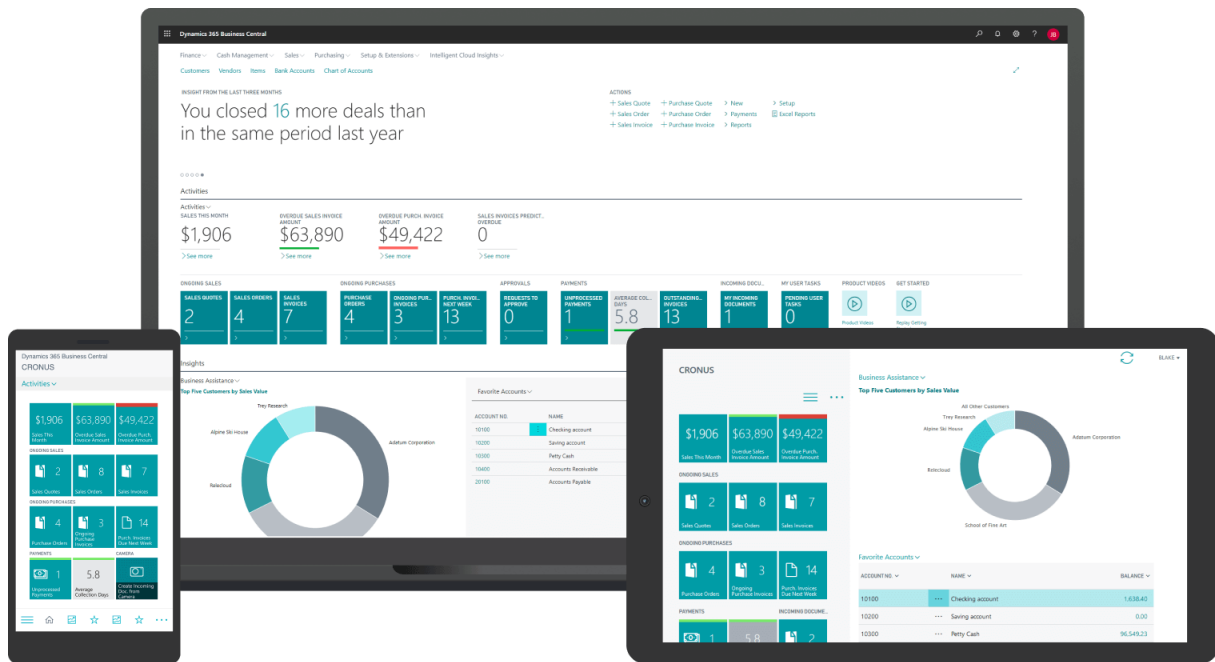 Dynamics 365 Business Central
JB
Finance Cash Management Sales Purchasing Setup & Extensions Intelligent Cloud Insights
Customers Vendors Items Bank Accounts Chart of Accounts
INSIGHT FROM THE LAST THREE MONTHS
You closed 16 more deals than
in the same period last year
ACTIONS
+ Sales Quote + Purchase Quote > New > Setup
+ Sales Order + Purchase Order > Payments Excel Reports
+ Sales Invoice + Purchase Invoice > Reports
Activities
Activities
SALES THIS MONTH
$1,906
>See more
OVERDUE SALES INVOICE
AMOUNT
$63,890
>See more
OVERDUE PURCH. INVOICE
AMOUNT
$49,422
>See more
SALES INVOICES PREDICT...
OVERDUE
0
>See more
ONGOING SALES
SALES QUOTES
2
SALES ORDERS
4
SALES
INVOICES
7
ONGOING PURCHASES
PURCHASE
ORDERS
4
ONGOING PUR...
INVOICES
3
PURCH. INVOI...
NEXT WEEK
13
APPROVALS
REQUESTS TO
APPROVE
0
PAYMENTS
UNPROCESSED
PAYMENTS
1
AVERAGE COL...
DAYS
5.8
OUTSTANDING...
INVOICES
13
INCOMING DOCU...
MY INCOMING
DOCUMENTS
1
MY USER TASKS
PENDING USER
TASKS
0
PRODUCT VIDEOS
Product Videos
GET STARTED
Replay Getting
Insights
Business Assistance
Top Five Customers by Sales Value
Trey Research
Alpine Ski House
Adatum Corporation
Relecloud
Favorite Accounts
ACCOUNT NO. NAME
10100 Checking account
10200 Saving account
10300 Petty Cash
10400 Accounts Receivable
20100 Accounts Payable
Dynamics 365 Business Central
CRONUS
Activities
$1,906
Sales This
Month
$63,890
Overdue Sales
Invoice Amount
$49,422
Overdue Purch.
Invoice Amount
ONGOING SALES
2
Sales Quotes
8
Sales Orders
7
Sales Invoices
ONGOING PURCHASES
4
Purchase Orders
3
Ongoing
Purchase
Invoices
14
Purch. Invoices
Due Next Week
PAYMENTS
1
Unprocessed
Payments
5.8
Average
Collection Days
CAMERA
Create Incoming
Doc. from
Camera
CRONUS
$1,906
Sales This Month
$63,890
Overdue Sales
Invoice Amount
$49,422
Overdue Purch.
Invoice Amount
ONGOING SALES
2
Sales Quotes
8
Sales Orders
7
Sales Invoices
ONGOING PURCHASES
4
Purchase Orders
3
Ongoing
Purchase Invoices
14
Purch. Invoices
Due Next Week
PAYMENTS
1
5.8
INCOMING DOCUME...
2
BLAKE
Business Assistance
Top Five Customers by Sales Value
All Other Customers
Trey Research
Alpine Ski House
Adatum Corporation
Relecloud
School of Fine Art
Favorite Accounts
ACCOUNT NO. NAME BALANCE
10100 ... Checking account 1,638.40
10200 ... Saving account 0.00
10300 ... Petty Cash 96,549.23